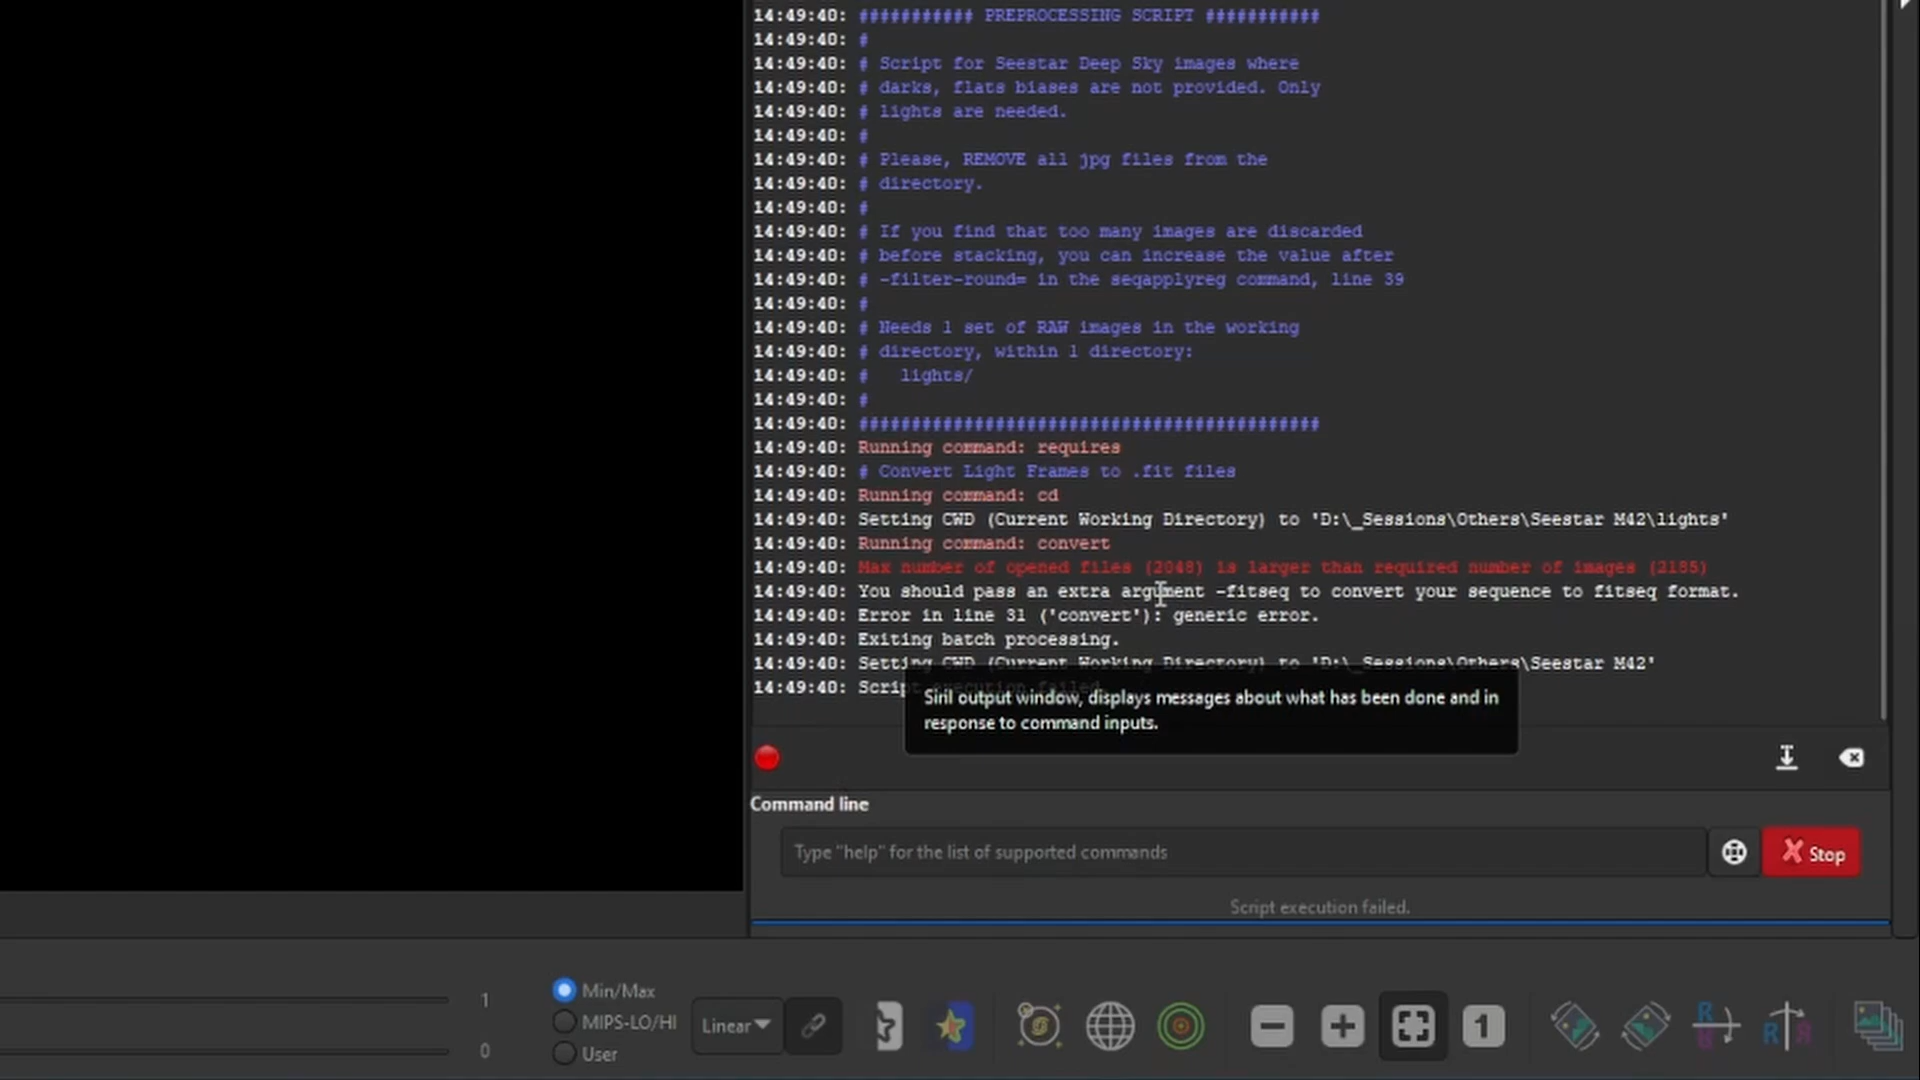 14:49:40: ########### PREPROCESSING SCRIPT ###########
14:49:40: #
14:49:40: # Script for Seestar Deep Sky images where
14:49:40: # darks, flats biases are not provided. Only
14:49:40: # lights are needed.
14:49:40: #
14:49:40: # Please, REMOVE all jpg files from the
14:49:40: # directory.
14:49:40: #
14:49:40: # If you find that too many images are discarded
14:49:40: # before stacking, you can increase the value after
14:49:40: # -filter-round= in the seqapplyreg command, line 39
14:49:40: #
14:49:40: # Needs 1 set of RAW images in the working
14:49:40: # directory, within 1 directory:
14:49:40: #   lights/
14:49:40: #
14:49:40: ############################################
14:49:40: Running command: requires
14:49:40: # Convert Light Frames to .fit files
14:49:40: Running command: cd
14:49:40: Setting CWD (Current Working Directory) to 'D:\_Sessions\Others\Seestar M42\lights'
14:49:40: Running command: convert
14:49:40: Max number of opened files (2048) is larger than required number of images (2185)
14:49:40: You should pass an extra argument -fitseq to convert your sequence to fitseq format.
14:49:40: Error in line 31 ('convert'): generic error.
14:49:40: Exiting batch processing.
14:49:40: Setting CWD (Current Working Directory) to 'D:\_Sessions\Others\Seestar M42'
14:49:40: Script execution failed.
Siril output window, displays messages about what has been done and in
response to command inputs.
Command line
Type "help" for the list of supported commands
Stop
Script execution failed.
1
0
Min/Max
MIPS-LO/HI
User
Linear
1
R
R
R R